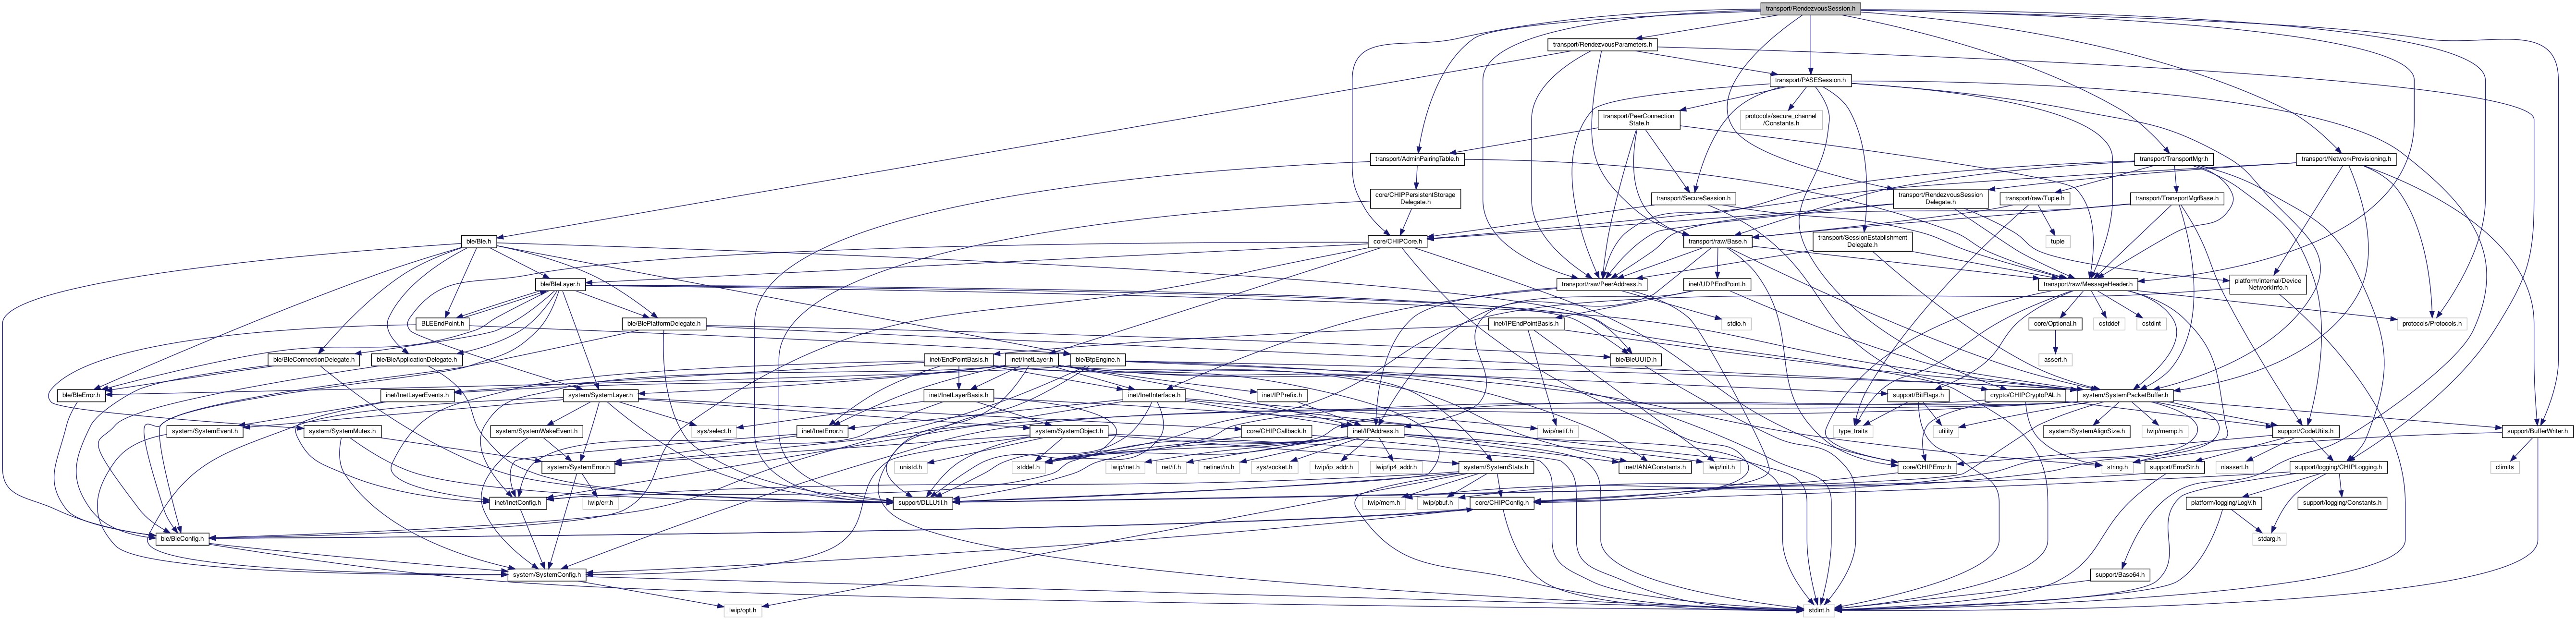 transport/RendezvousSession.h
transport/RendezvousParameters.h
transport/PASESession.h
transport/PeerConnection
State.h
protocols/secure_channel
/Constants.h
transport/AdminPairingTable.h
transport/TransportMgr.h
transport/NetworkProvisioning.h
core/CHIPPersistentStorage
Delegate.h
transport/SecureSession.h
transport/RendezvousSession
Delegate.h
transport/raw/Tuple.h
transport/TransportMgrBase.h
ble/Ble.h
core/CHIPCore.h
transport/raw/Base.h
transport/SessionEstablishment
Delegate.h
tuple
ble/BleLayer.h
transport/raw/PeerAddress.h
inet/UDPEndPoint.h
transport/raw/MessageHeader.h
platform/internal/Device
NetworkInfo.h
BLEEndPoint.h
ble/BlePlatformDelegate.h
stdio.h
inet/IPEndPointBasis.h
core/Optional.h
cstddef
cstdint
protocols/Protocols.h
ble/BleConnectionDelegate.h
ble/BleApplicationDelegate.h
inet/EndPointBasis.h
inet/InetLayer.h
ble/BtpEngine.h
ble/BleUUID.h
assert.h
ble/BleError.h
inet/InetLayerEvents.h
system/SystemLayer.h
inet/InetLayerBasis.h
inet/InetInterface.h
inet/IPPrefix.h
support/BitFlags.h
crypto/CHIPCryptoPAL.h
system/SystemPacketBuffer.h
system/SystemEvent.h
system/SystemMutex.h
system/SystemWakeEvent.h
sys/select.h
inet/InetError.h
system/SystemObject.h
core/CHIPCallback.h
inet/IPAddress.h
lwip/netif.h
type_traits
utility
system/SystemAlignSize.h
lwip/memp.h
support/CodeUtils.h
support/BufferWriter.h
system/SystemError.h
unistd.h
stddef.h
lwip/inet.h
net/if.h
netinet/in.h
sys/socket.h
lwip/ip_addr.h
lwip/ip4_addr.h
system/SystemStats.h
inet/IANAConstants.h
lwip/init.h
core/CHIPError.h
string.h
support/ErrorStr.h
nlassert.h
support/logging/CHIPLogging.h
climits
inet/InetConfig.h
lwip/err.h
support/DLLUtil.h
lwip/mem.h
lwip/pbuf.h
core/CHIPConfig.h
platform/logging/LogV.h
support/logging/Constants.h
ble/BleConfig.h
stdarg.h
system/SystemConfig.h
support/Base64.h
lwip/opt.h
stdint.h